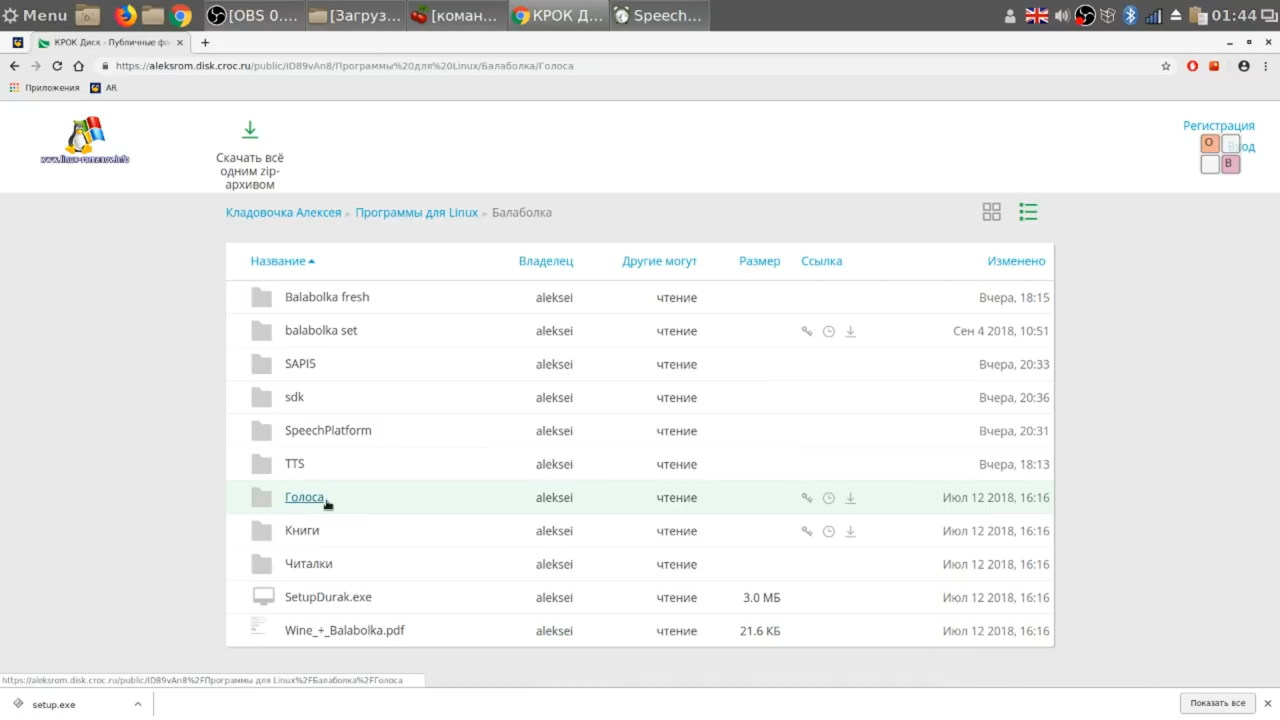 Menu [OBS 0.... [Загруз... [коман... КРОК Д... Speech... 01:44
КРОК Диск - Публичные фи
https://aleksrom.disk.croc.ru/public/ID89vAn8/Программы%20для%20Linux/Балаболка/Голоса
Приложения AR
www.linux-romanov.info
Скачать всё
одним zip-
архивом
Регистрация
Вход
O
B
Кладовочка Алексея » Программы для Linux » Балаболка
Название Владелец Другие могут Размер Ссылка Изменено
Balabolka fresh aleksei чтение Вчера, 18:15
balabolka set aleksei чтение Сен 4 2018, 10:51
SAPI5 aleksei чтение Вчера, 20:33
sdk aleksei чтение Вчера, 20:36
SpeechPlatform aleksei чтение Вчера, 20:31
TTS aleksei чтение Вчера, 18:13
Голоса aleksei чтение Июл 12 2018, 16:16
Книги aleksei чтение Июл 12 2018, 16:16
Читалки aleksei чтение Июл 12 2018, 16:16
SetupDurak.exe aleksei чтение 3.0 МБ Июл 12 2018, 16:16
Wine_+_Balabolka.pdf aleksei чтение 21.6 КБ Июл 12 2018, 16:16
https://aleksrom.disk.croc.ru/public/ID89vAn8%2FПрограммы для Linux%2FБалаболка%2FГолоса
setup.exe Показать все